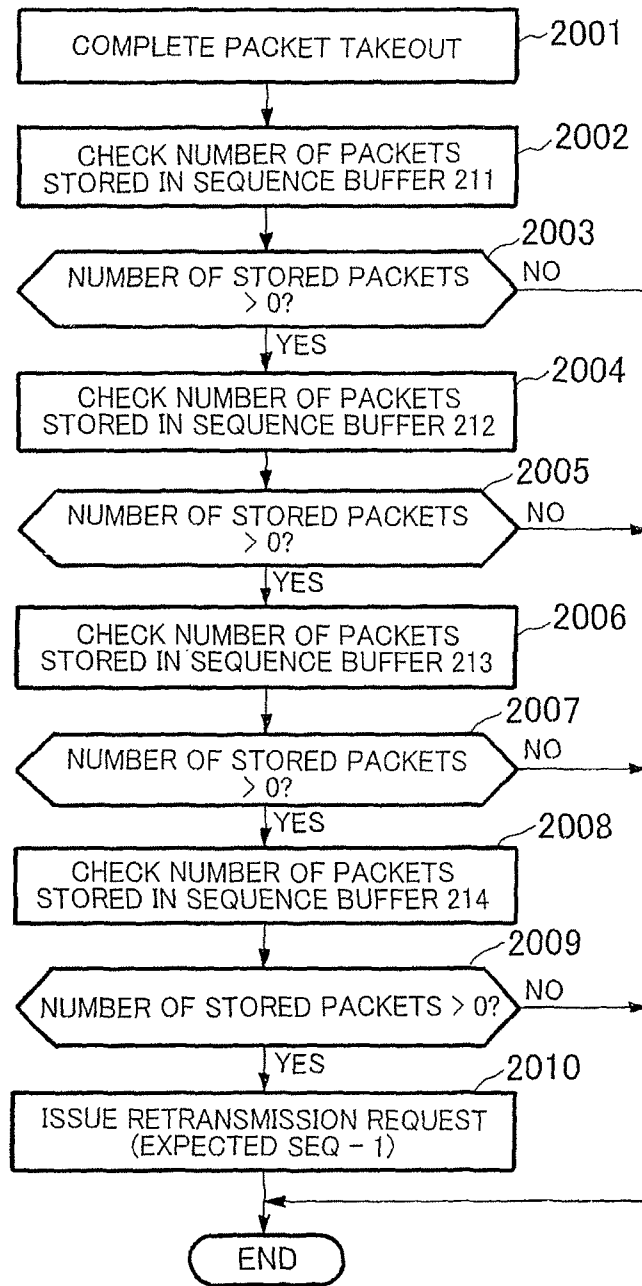 COMPLETE PACKET TAKEOUT
2001
CHECK NUMBER OF PACKETS
STORED IN SEQUENCE BUFFER 211
2002
NUMBER OF STORED PACKETS
> 0?
2003
NO
YES
CHECK NUMBER OF PACKETS
STORED IN SEQUENCE BUFFER 212
2004
NUMBER OF STORED PACKETS
> 0?
2005
NO
YES
CHECK NUMBER OF PACKETS
STORED IN SEQUENCE BUFFER 213
2006
NUMBER OF STORED PACKETS
> 0?
2007
NO
YES
CHECK NUMBER OF PACKETS
STORED IN SEQUENCE BUFFER 214
2008
NUMBER OF STORED PACKETS > 0?
2009
NO
YES
ISSUE RETRANSMISSION REQUEST
(EXPECTED SEQ - 1)
2010
END